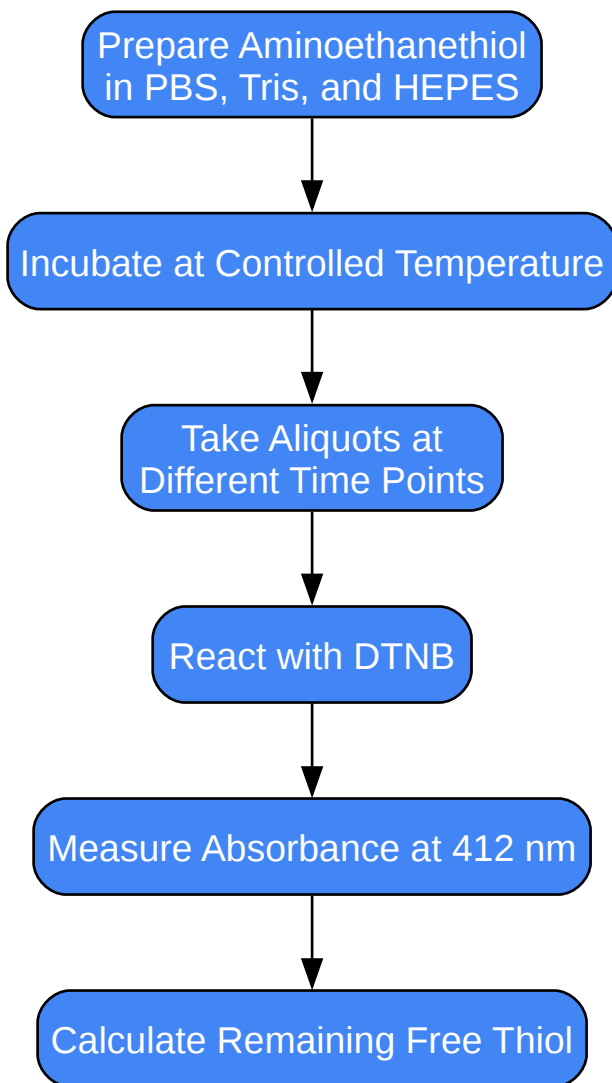 Prepare Aminoethanethiol
in PBS, Tris, and HEPES
Incubate at Controlled Temperature
Take Aliquots at
Different Time Points
React with DTNB
Measure Absorbance at 412 nm
Calculate Remaining Free Thiol